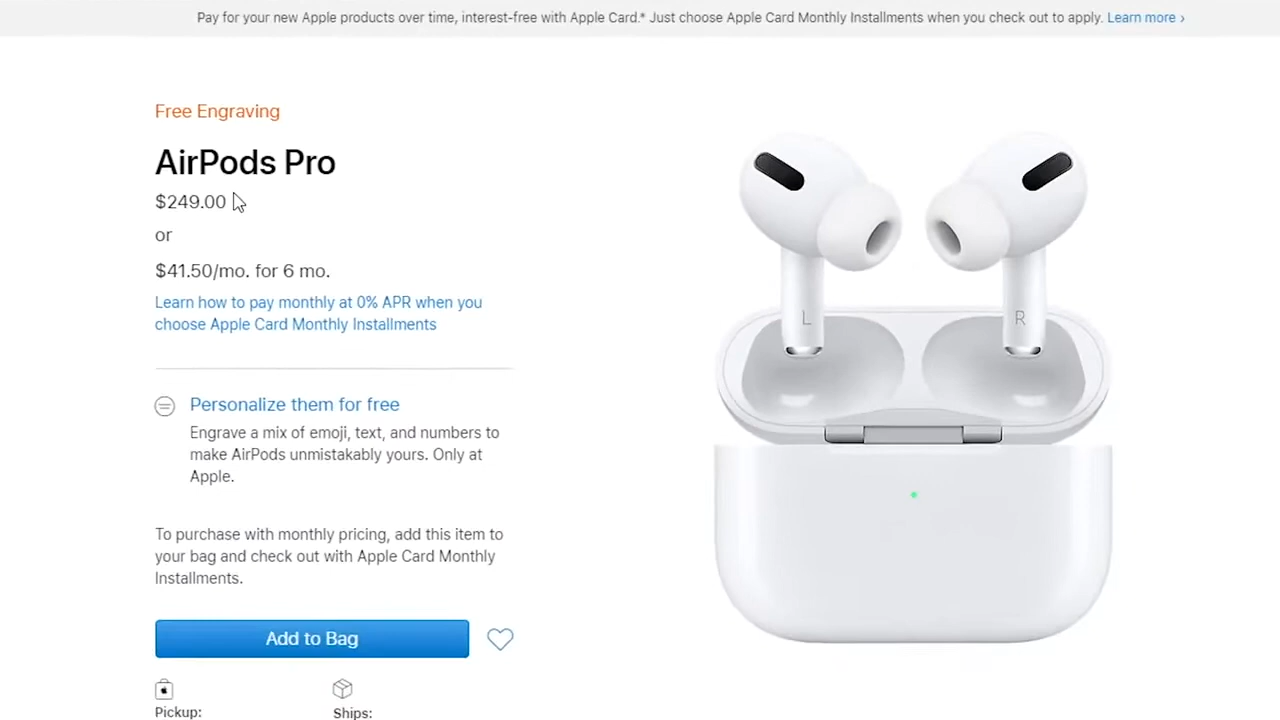 Pay for your new Apple products over time, interest-free with Apple Card.* Just choose Apple Card Monthly Installments when you check out to apply. Learn more ›
Free Engraving
AirPods Pro
$249.00
or
$41.50/mo. for 6 mo.
Learn how to pay monthly at 0% APR when you
choose Apple Card Monthly Installments
Personalize them for free
Engrave a mix of emoji, text, and numbers to
make AirPods unmistakably yours. Only at
Apple.
To purchase with monthly pricing, add this item to
your bag and check out with Apple Card Monthly
Installments.
Add to Bag
Pickup:
Ships:
L
R